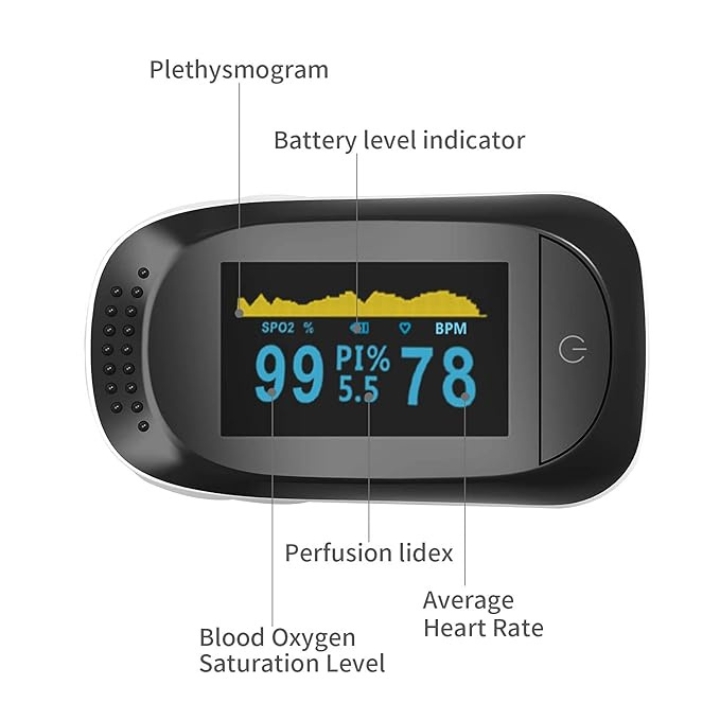 Plethysmogram
Battery level indicator
SPO2 % BPM
99 PI% 78
5.5
Perfusion lidex
Average
Heart Rate
Blood Oxygen
Saturation Level